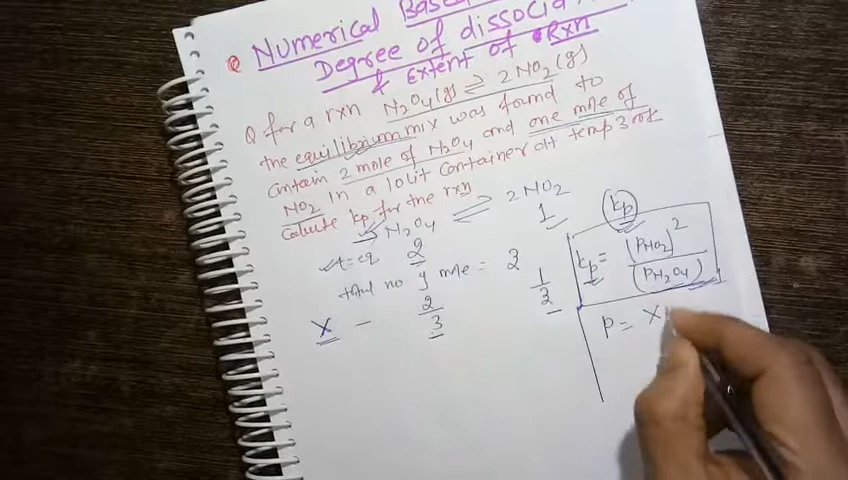 Q Numerical Based
Degree of dissocia
& Extent of Rxn
Q for a rxn N₂O₄(g) ⇌ 2NO₂(g)
the equilibrium mix was found to
Contain 2 mole of N₂O₄ and one mole of
NO₂ in a 10 lit Container at temp 300K
Calculate kp for the rxn
N₂O₄ ⇌ 2NO₂
t=eq 2 1
total no of mole = 3
X – 2/3 1/3
kp
kp = (PNO₂)² / (PN₂O₄)
P = X